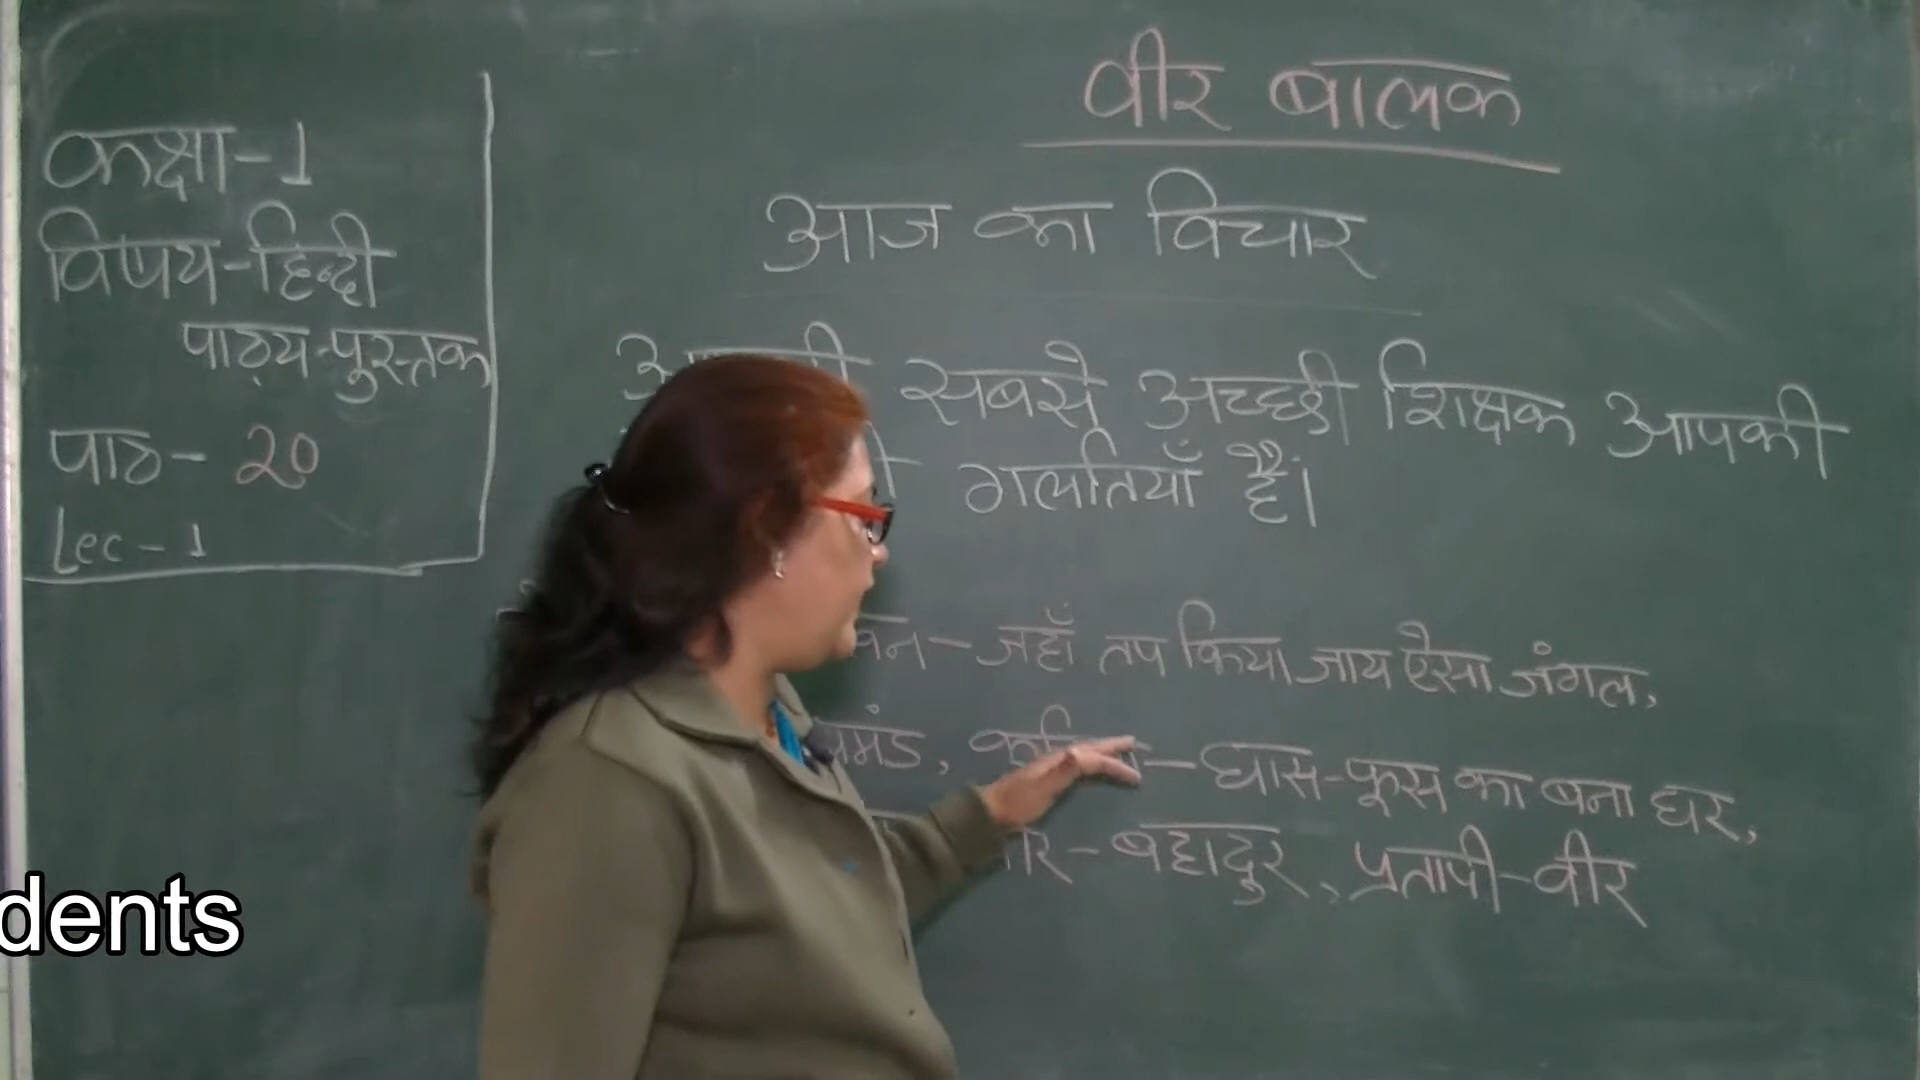 कक्षा-1
विषय-हिन्दी
पाठ्य-पुस्तक
पाठ- 20
Lec-1
वीर बालक
आज का विचार
सबसे अच्छी शिक्षक आपकी
गलतियाँ हैं।
जहाँ तप किया जाय ऐसा जंगल,
घास-फूस का बना घर,
बहादुर, प्रतापी-वीर
dents